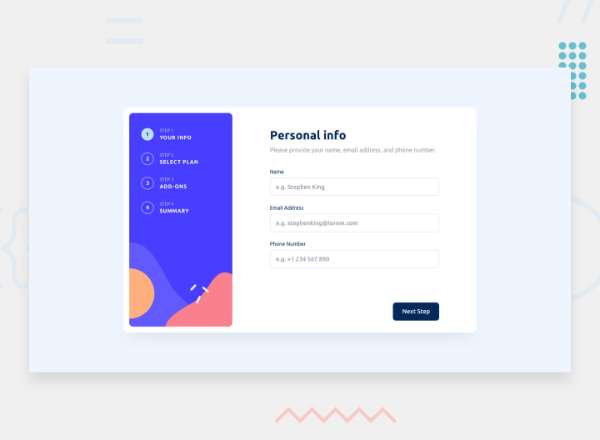 1
STEP 1
YOUR INFO
2
STEP 2
SELECT PLAN
3
STEP 3
ADD-ONS
4
STEP 4
SUMMARY
Personal info
Please provide your name, email address, and phone number.
Name
e.g. Stephen King
Email Address
e.g. stephenking@lorem.com
Phone Number
e.g. +1 234 567 890
Next Step